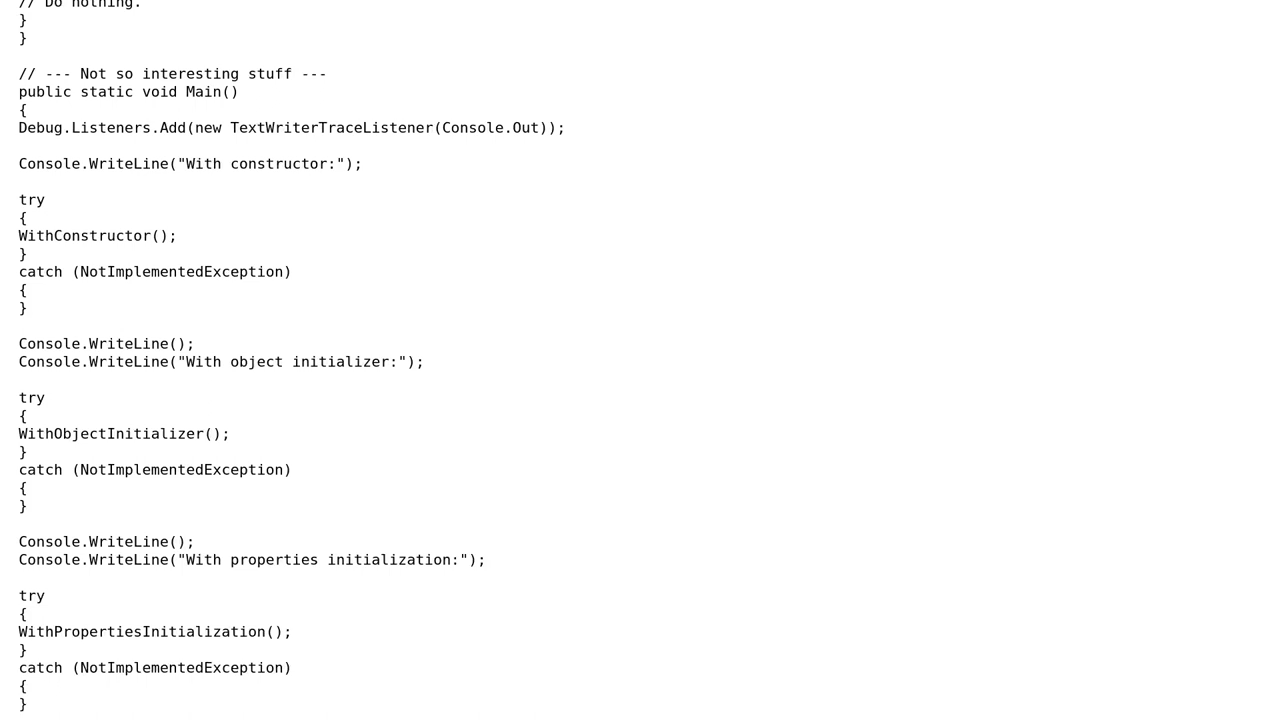 // Do nothing.
}
}

// --- Not so interesting stuff ---
public static void Main()
{
Debug.Listeners.Add(new TextWriterTraceListener(Console.Out));

Console.WriteLine("With constructor:");

try
{
WithConstructor();
}
catch (NotImplementedException)
{
}

Console.WriteLine();
Console.WriteLine("With object initializer:");

try
{
WithObjectInitializer();
}
catch (NotImplementedException)
{
}

Console.WriteLine();
Console.WriteLine("With properties initialization:");

try
{
WithPropertiesInitialization();
}
catch (NotImplementedException)
{
}